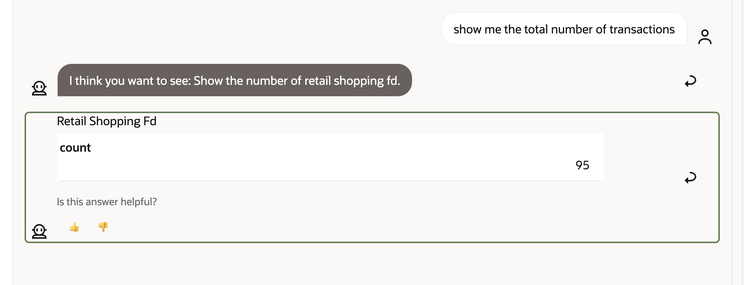 show me the total number of transactions
I think you want to see: Show the number of retail shopping fd.
Retail Shopping Fd
count
95
Is this answer helpful?